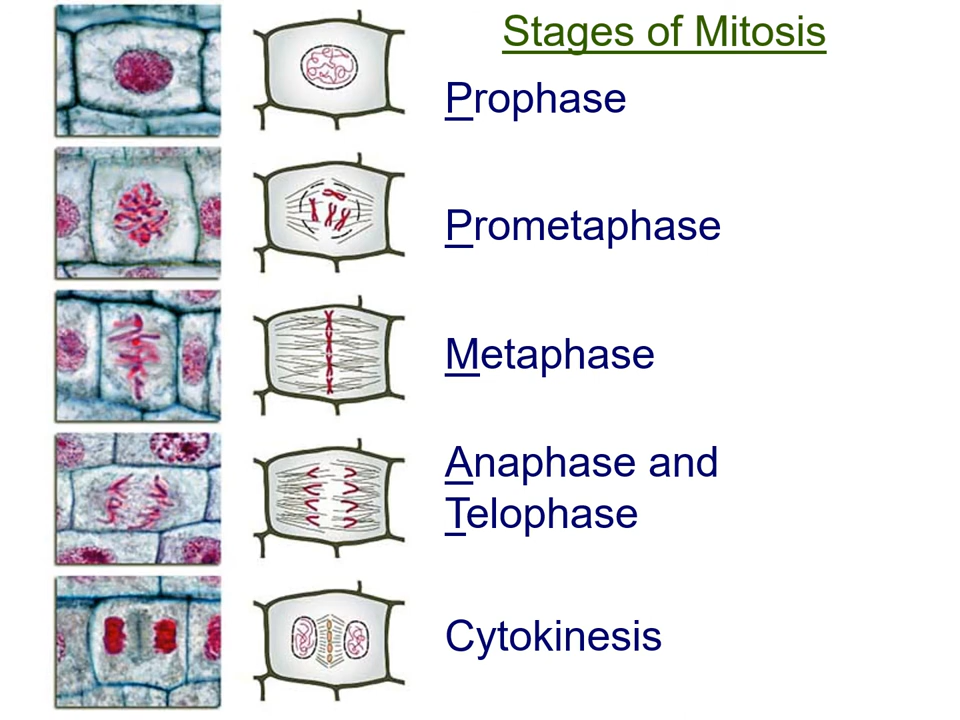 Stages of Mitosis
Prophase
Prometaphase
Metaphase
Anaphase and
Telophase
Cytokinesis